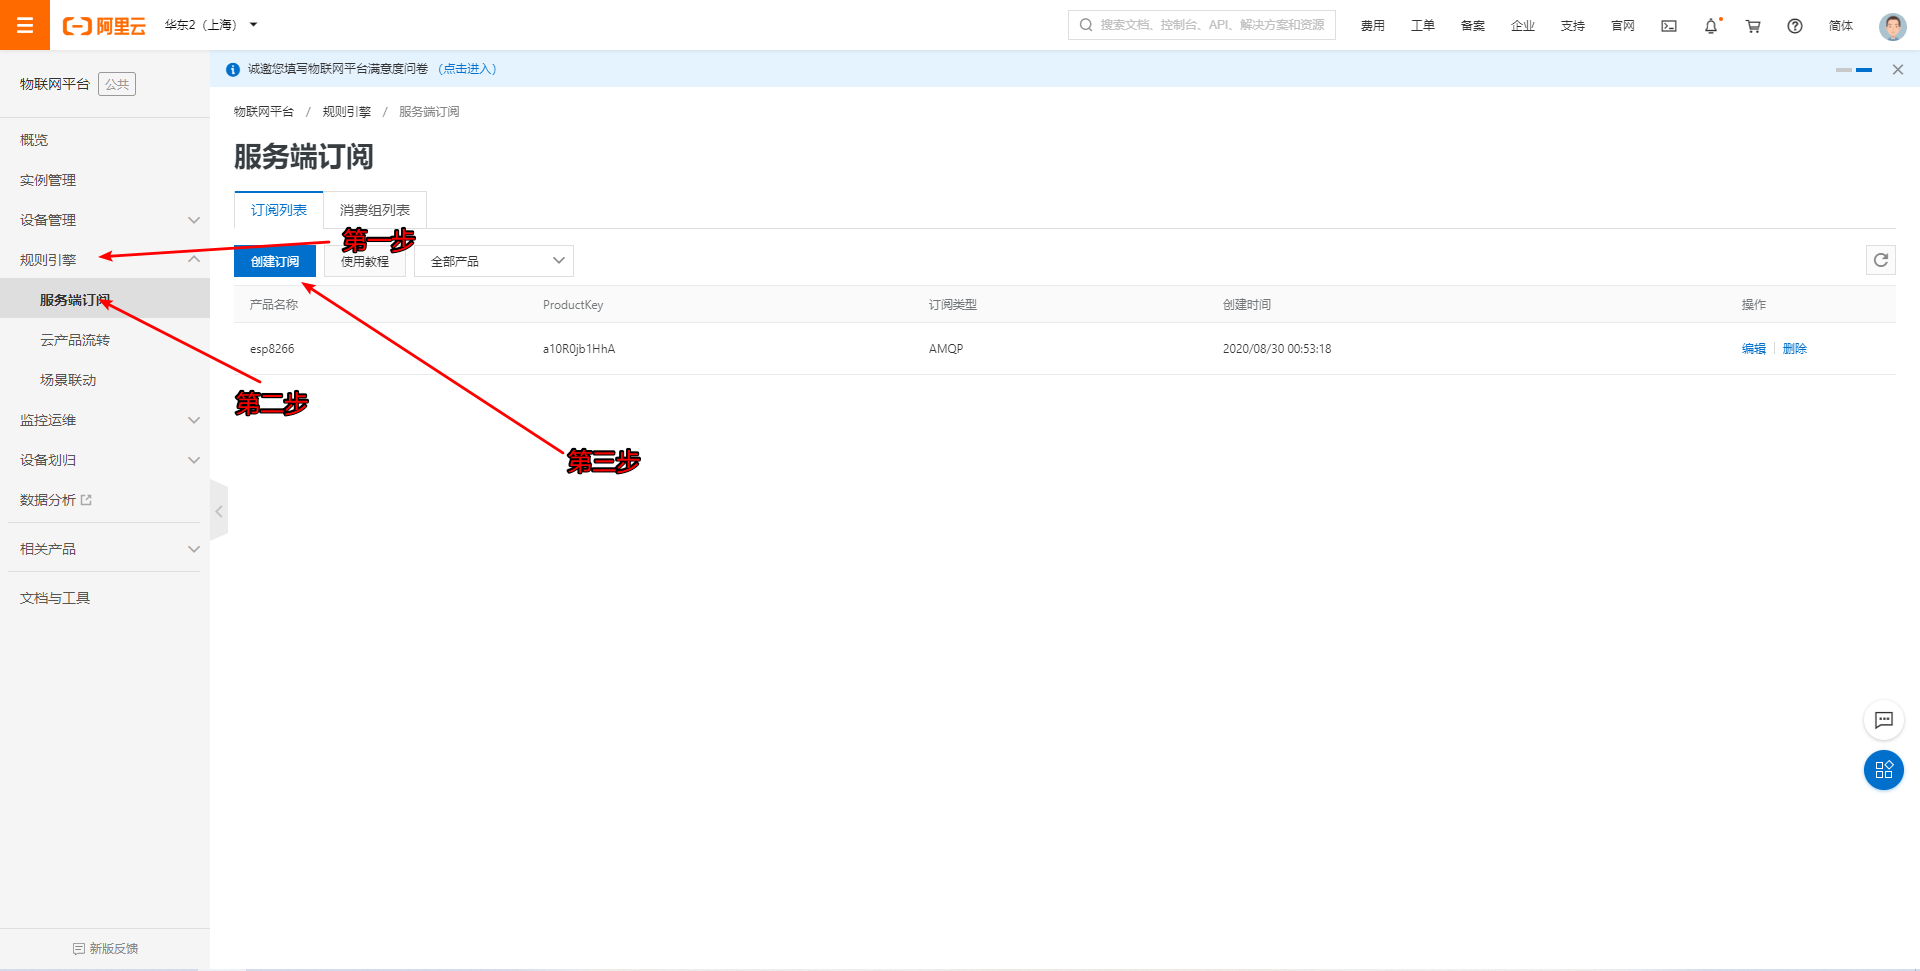 阿里云
华东2（上海）
搜索文档、控制台、API、解决方案和资源
费用
工单
备案
企业
支持
官网
简体
物联网平台 公共
诚邀您填写物联网平台满意度问卷 （点击进入）
概览
实例管理
设备管理
规则引擎
服务端订阅
云产品流转
场景联动
监控运维
设备划归
数据分析
相关产品
文档与工具
新版反馈
物联网平台 / 规则引擎 / 服务端订阅
服务端订阅
订阅列表 消费组列表
第一步
创建订阅 使用教程 全部产品
产品名称 ProductKey 订阅类型 创建时间 操作
esp8266 a10R0jb1HhA AMQP 2020/08/30 00:53:18 编辑 删除
第二步
第三步